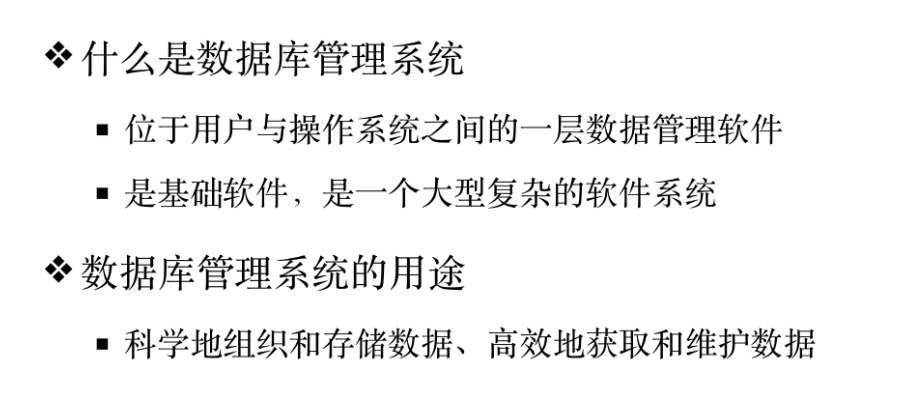 ❖什么是数据库管理系统
▪ 位于用户与操作系统之间的一层数据管理软件
▪ 是基础软件，是一个大型复杂的软件系统
❖数据库管理系统的用途
▪ 科学地组织和存储数据、高效地获取和维护数据